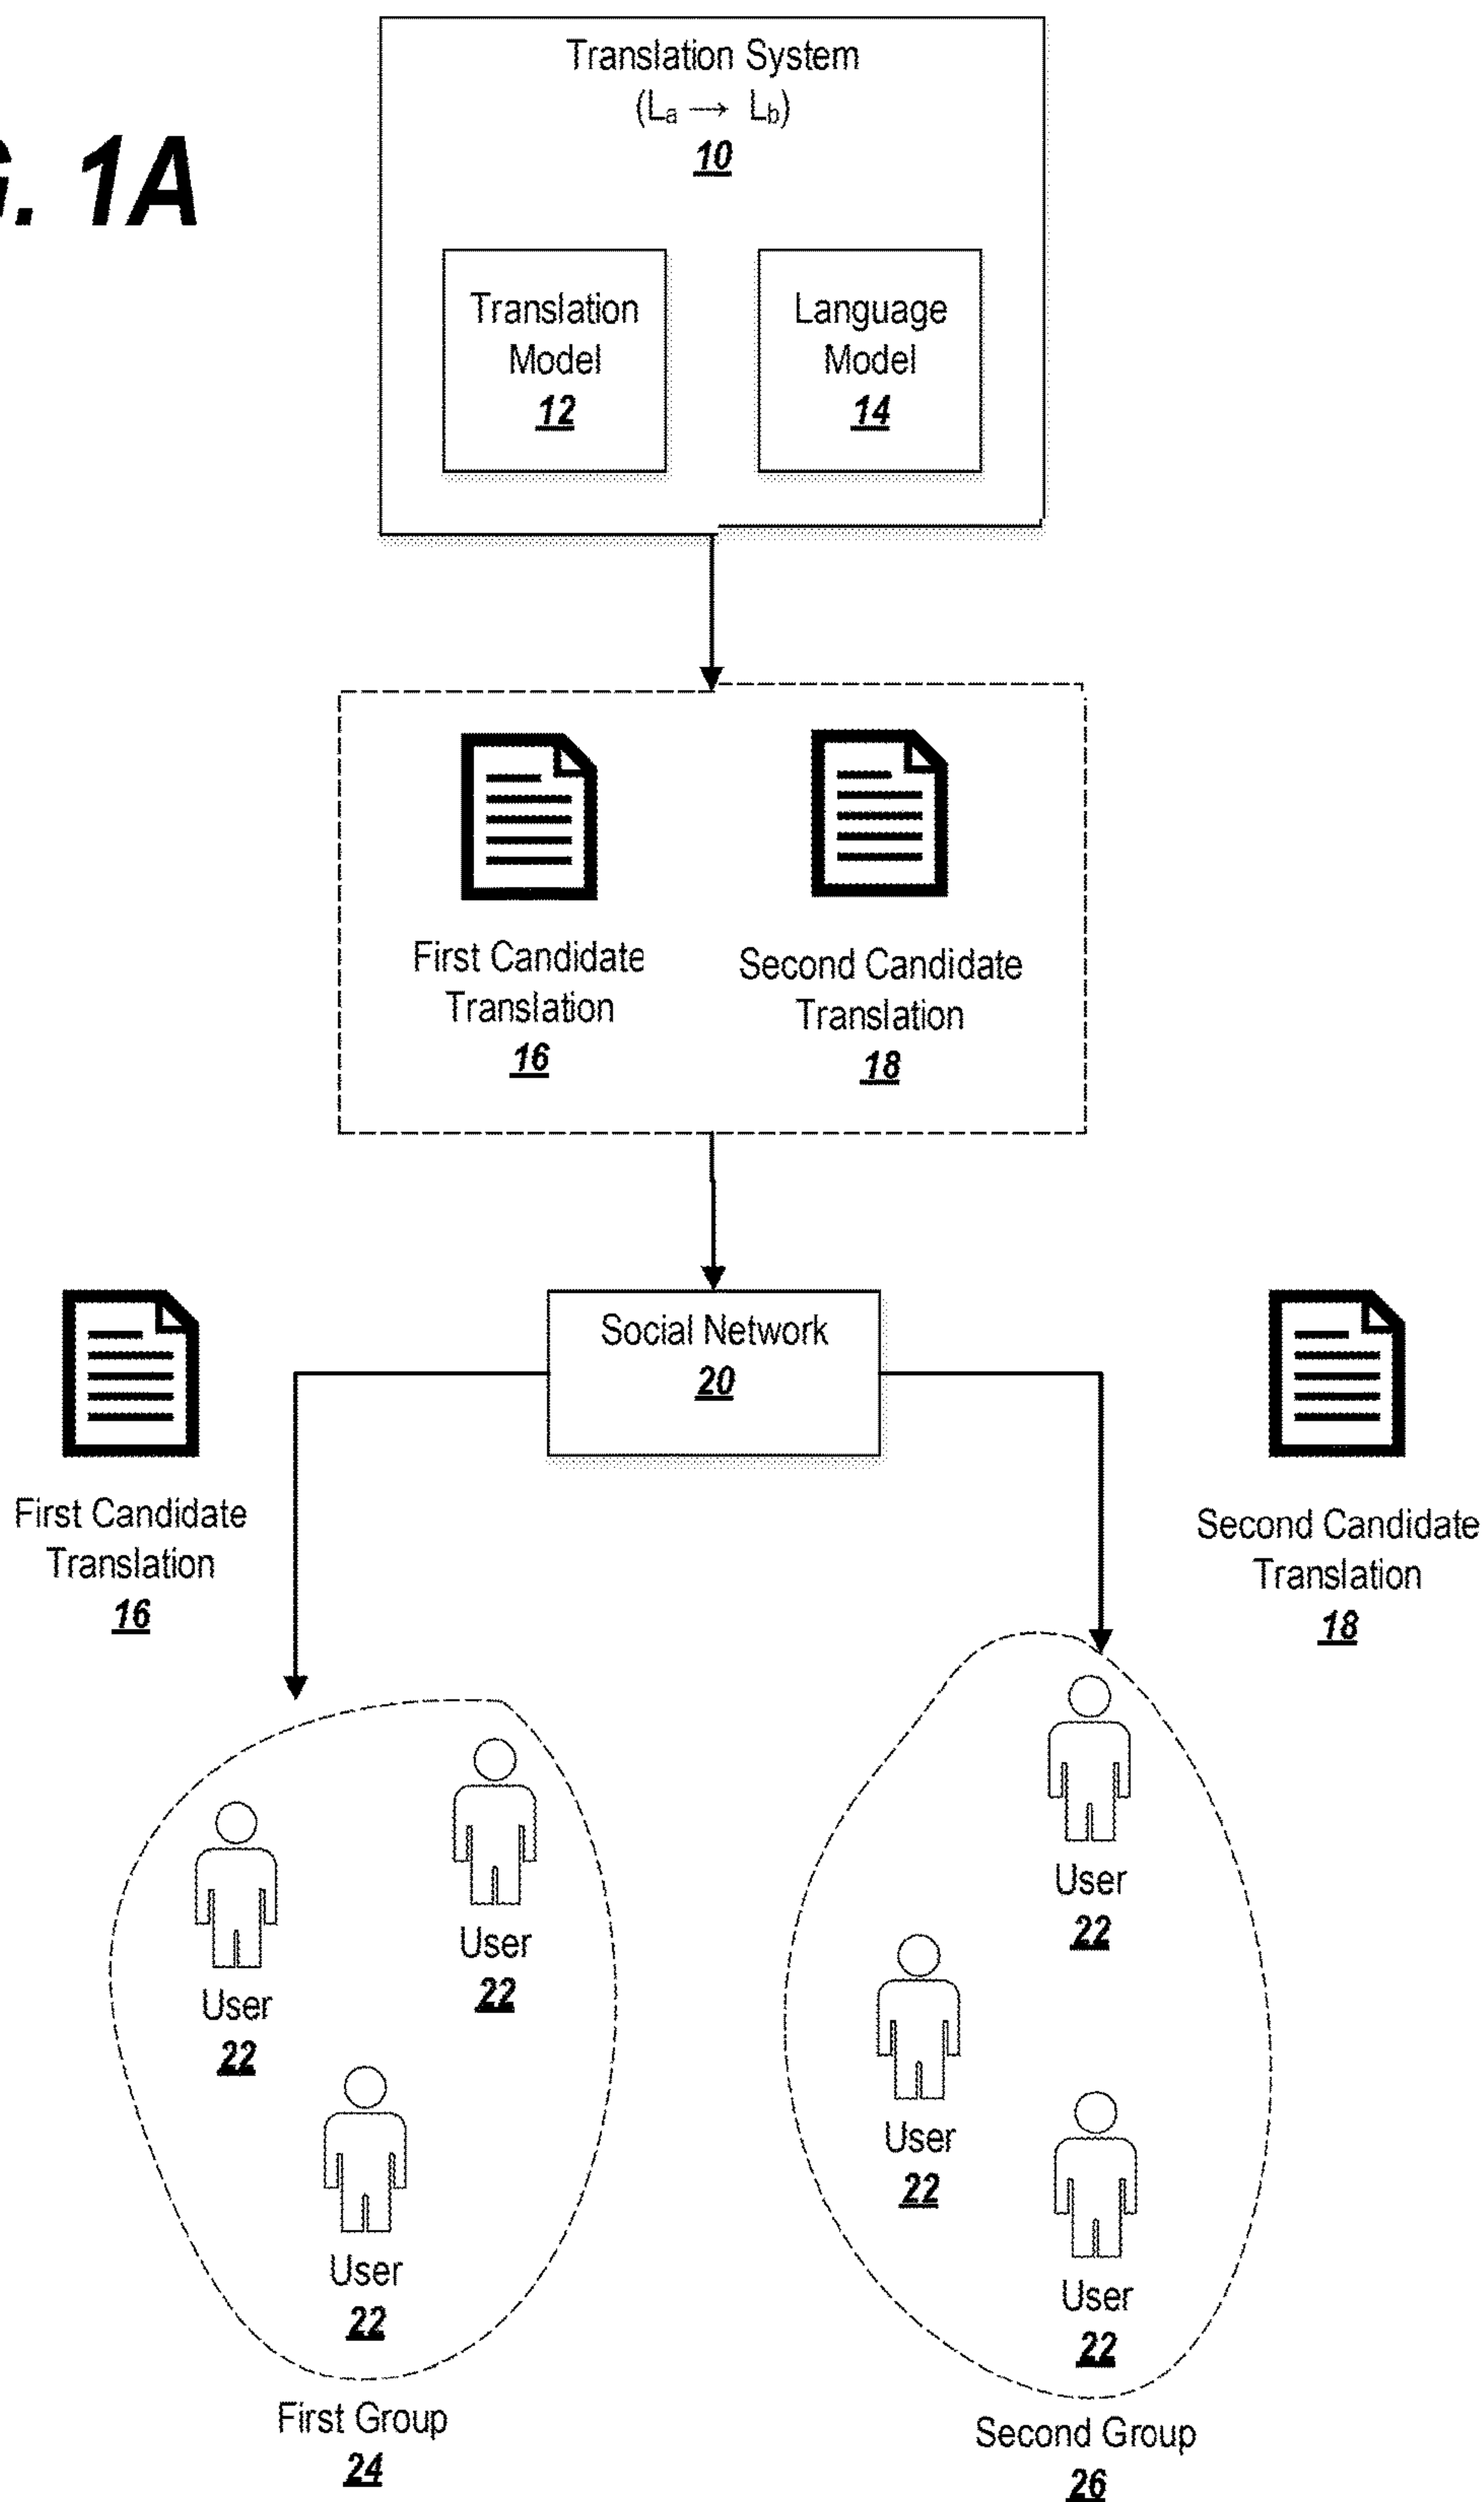 G. 1A
Translation System
(La → Lb)
10
Translation
Model
12
Language
Model
14
First Candidate
Translation
16
Second Candidate
Translation
18
Social Network
20
First Candidate
Translation
16
Second Candidate
Translation
18
User
22
User
22
User
22
User
22
User
22
User
22
First Group
24
Second Group
26